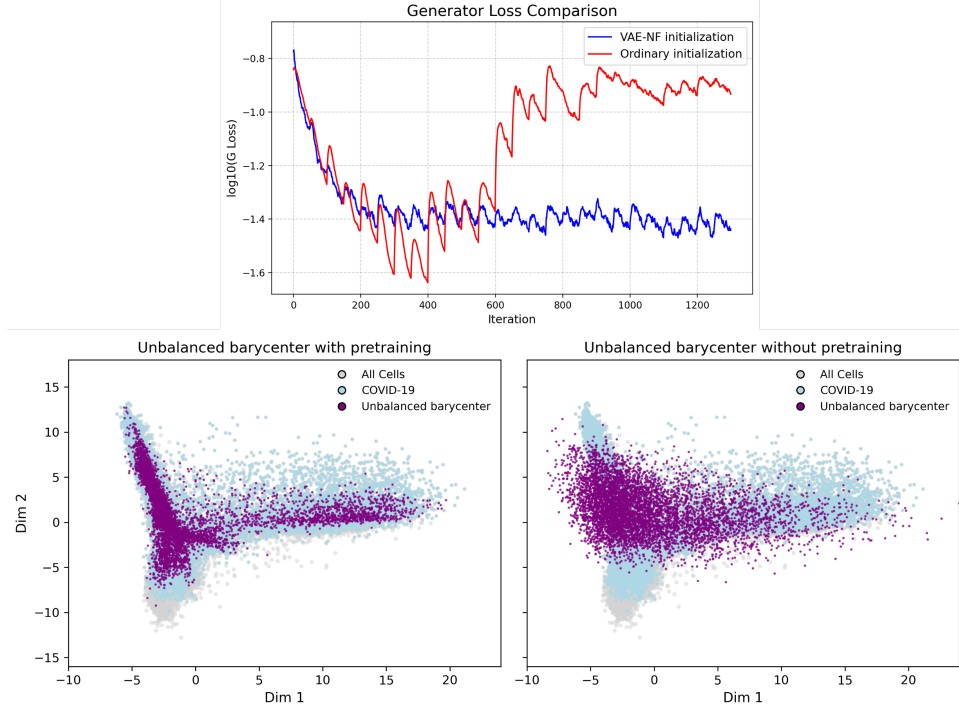 Generator Loss Comparison
VAE-NF initialization
Ordinary initialization
log10(G Loss)
−0.8
−1.0
−1.2
−1.4
−1.6
0 200 400 600 800 1000 1200
Iteration
Unbalanced barycenter with pretraining
All Cells
COVID-19
Unbalanced barycenter
Dim 2
15
10
5
0
−5
−10
−15
−10 −5 0 5 10 15 20
Dim 1
Unbalanced barycenter without pretraining
All Cells
COVID-19
Unbalanced barycenter
−10 −5 0 5 10 15 20
Dim 1